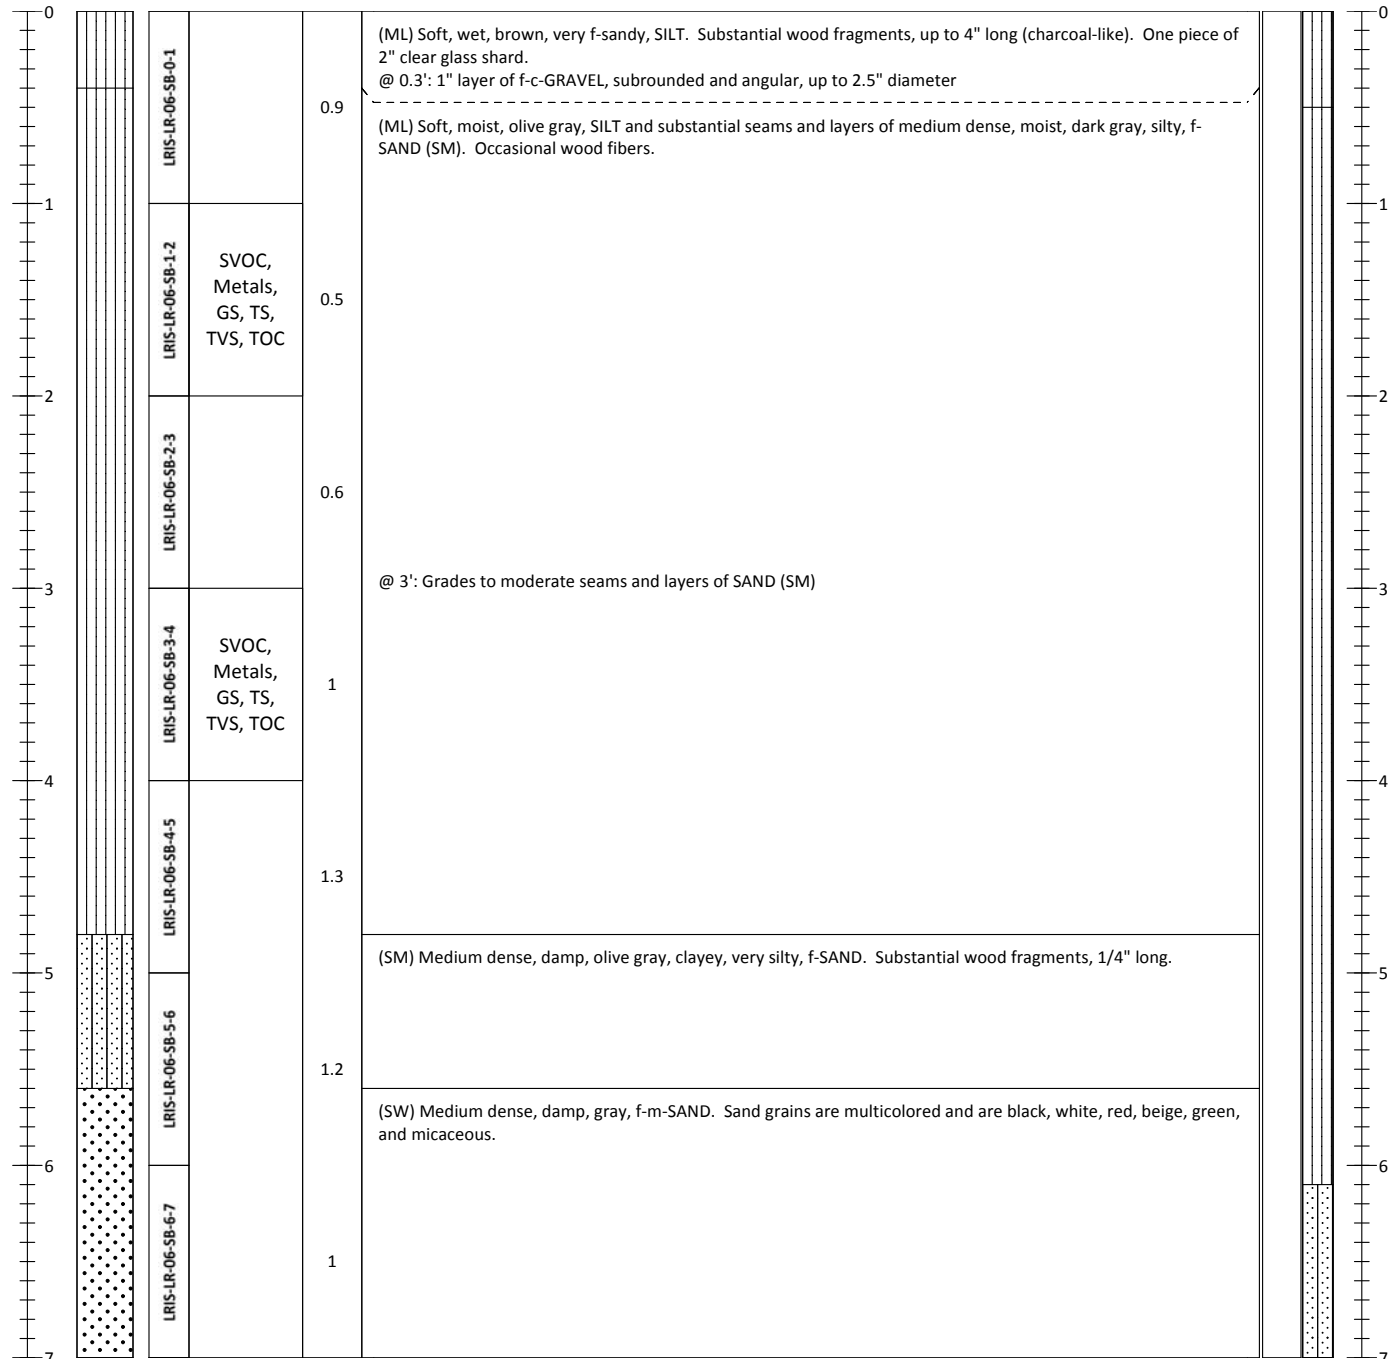 0
0
(ML) Soft, wet, brown, very f-sandy, SILT. Substantial wood fragments, up to 4" long (charcoal-like). One piece of
2" clear glass shard.
@ 0.3': 1" layer of f-c-GRAVEL, subrounded and angular, up to 2.5" diameter
LRIS-LR-06-SB-0-1
0.9
(ML) Soft, moist, olive gray, SILT and substantial seams and layers of medium dense, moist, dark gray, silty, f-
SAND (SM). Occasional wood fibers.
1
1
LRIS-LR-06-SB-1-2
SVOC,
Metals,
GS, TS,
TVS, TOC
0.5
2
2
LRIS-LR-06-SB-2-3
0.6
@ 3': Grades to moderate seams and layers of SAND (SM)
3
3
LRIS-LR-06-SB-3-4
SVOC,
Metals,
GS, TS,
TVS, TOC
1
4
4
LRIS-LR-06-SB-4-5
1.3
(SM) Medium dense, damp, olive gray, clayey, very silty, f-SAND. Substantial wood fragments, 1/4" long.
5
5
LRIS-LR-06-SB-5-6
1.2
(SW) Medium dense, damp, gray, f-m-SAND. Sand grains are multicolored and are black, white, red, beige, green,
and micaceous.
6
6
LRIS-LR-06-SB-6-7
1
7
7